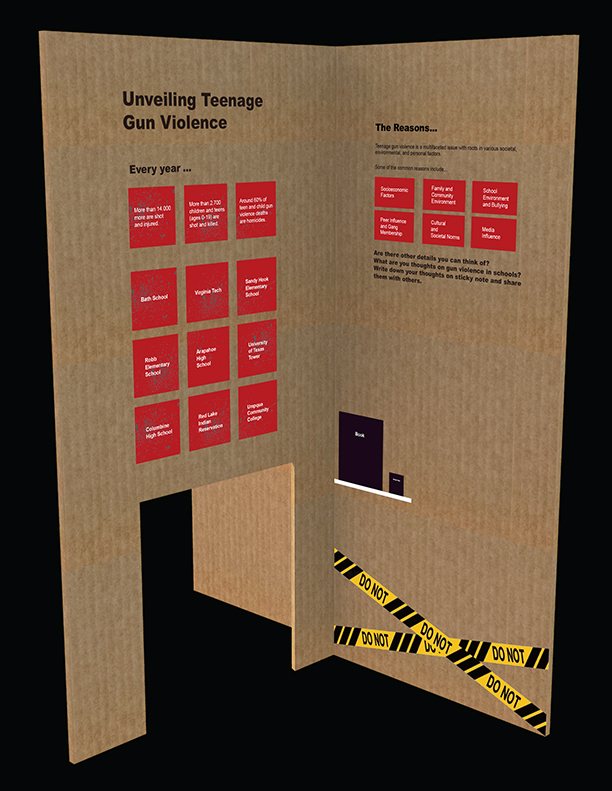 Unveiling Teenage
Gun Violence
Every year ...
More than 14.000
more are shot
and injured.
More than 2.700
children and teens
(ages 0-19) are
shot and killed.
Around 60% of
teen and child gun
violence deaths
are homicides.
Bath School
Virginia Tech
Sandy Hook
Elementary
School
Robb
Elementary
School
Arapahoe
High
School
University
of Texas
Tower
Columbine
High School
Red Lake
Indian
Reservation
Umpqua
Community
College
The Reasons...
Teenage gun violence is a multifaceted issue with roots in various societal,
environmental, and personal factors.
Some of the common reasons include...
Socioeconomic
Factors
Family and
Community
Environment
School
Environment
and Bullying
Peer Influence
and Gang
Membership
Cultural
and
Societal Norms
Media
Influence
Are there other details you can think of?
What are you thoughts on gun violence in schools?
Write down your thoughts on sticky note and share
them with others.
Book
DO NOT
DO NOT
DO NOT
DO NOT
DO NOT